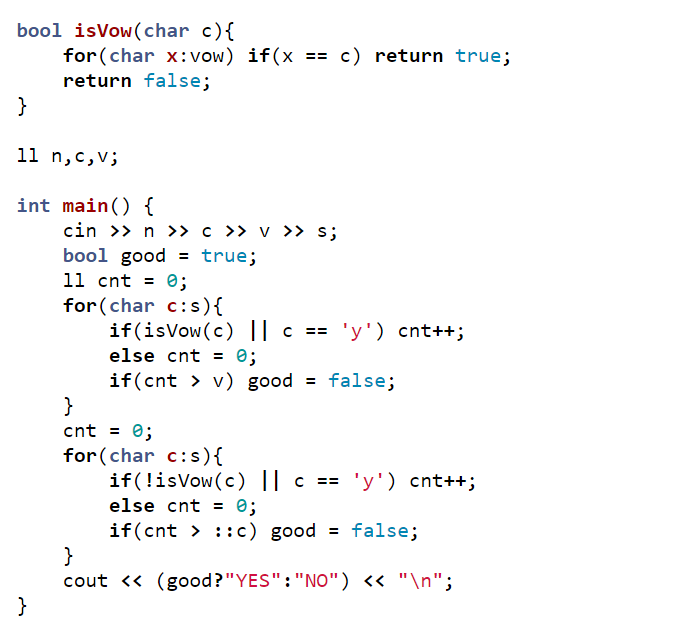 bool isVow(char c){
    for(char x:vow) if(x == c) return true;
    return false;
}

ll n,c,v;

int main() {
    cin >> n >> c >> v >> s;
    bool good = true;
    ll cnt = 0;
    for(char c:s){
        if(isVow(c) || c == 'y') cnt++;
        else cnt = 0;
        if(cnt > v) good = false;
    }
    cnt = 0;
    for(char c:s){
        if(!isVow(c) || c == 'y') cnt++;
        else cnt = 0;
        if(cnt > ::c) good = false;
    }
    cout << (good?"YES":"NO") << "\n";
}